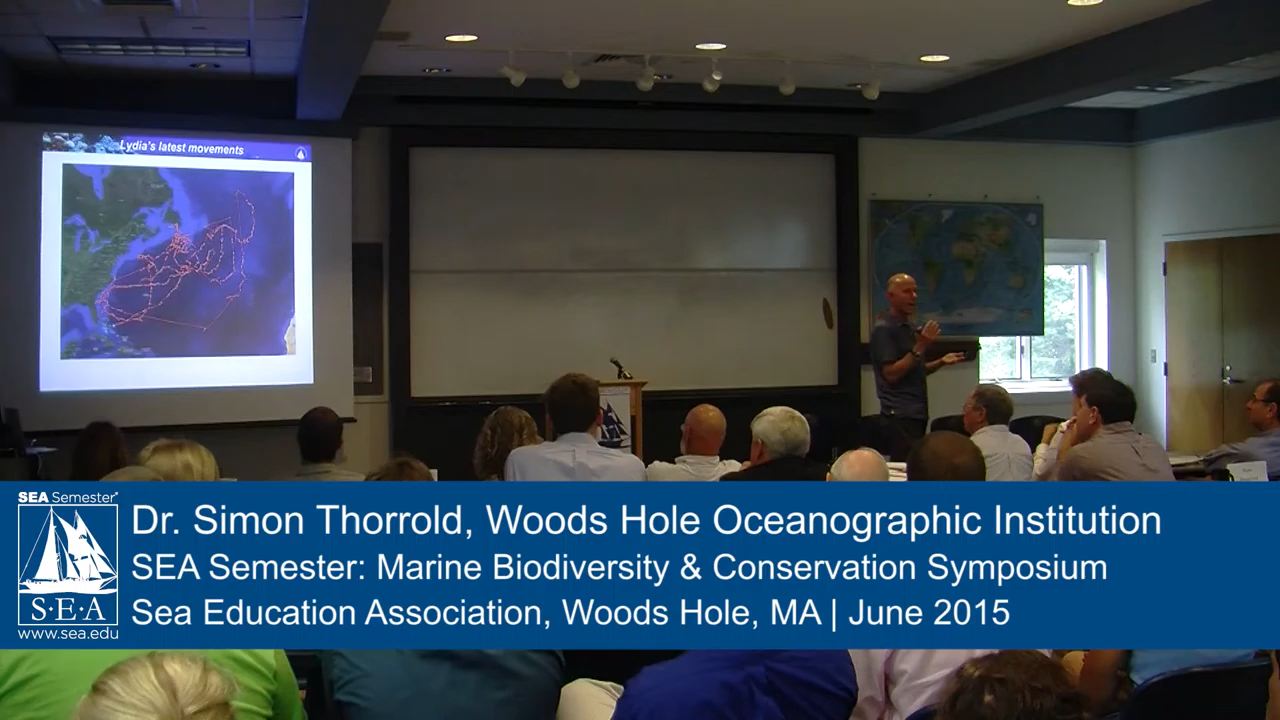 Lydia's latest movements
SEA Semester®
Dr. Simon Thorrold, Woods Hole Oceanographic Institution
SEA Semester: Marine Biodiversity & Conservation Symposium
Sea Education Association, Woods Hole, MA | June 2015
S·E·A
www.sea.edu